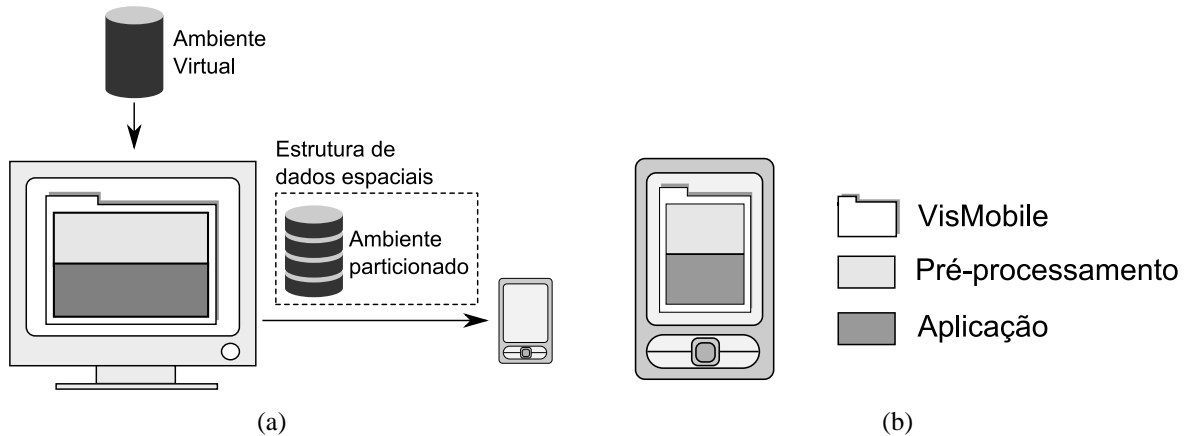 Ambiente
Virtual
Estrutura de
dados espaciais
Ambiente
particionado
VisMobile
Pré-processamento
Aplicação
(a)
(b)